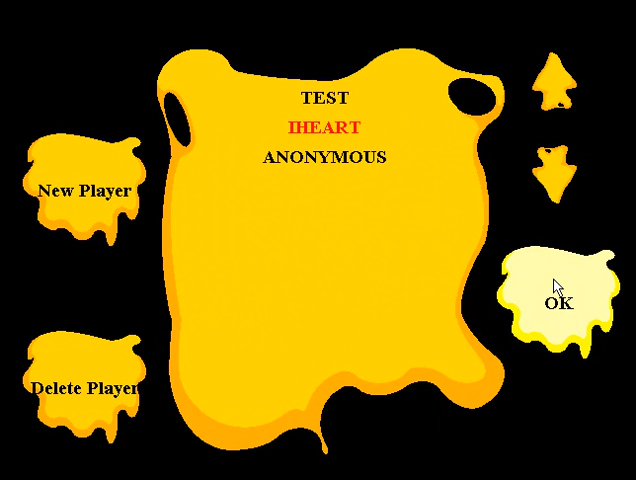 TEST
IHEART
ANONYMOUS
New Player
OK
Delete Player